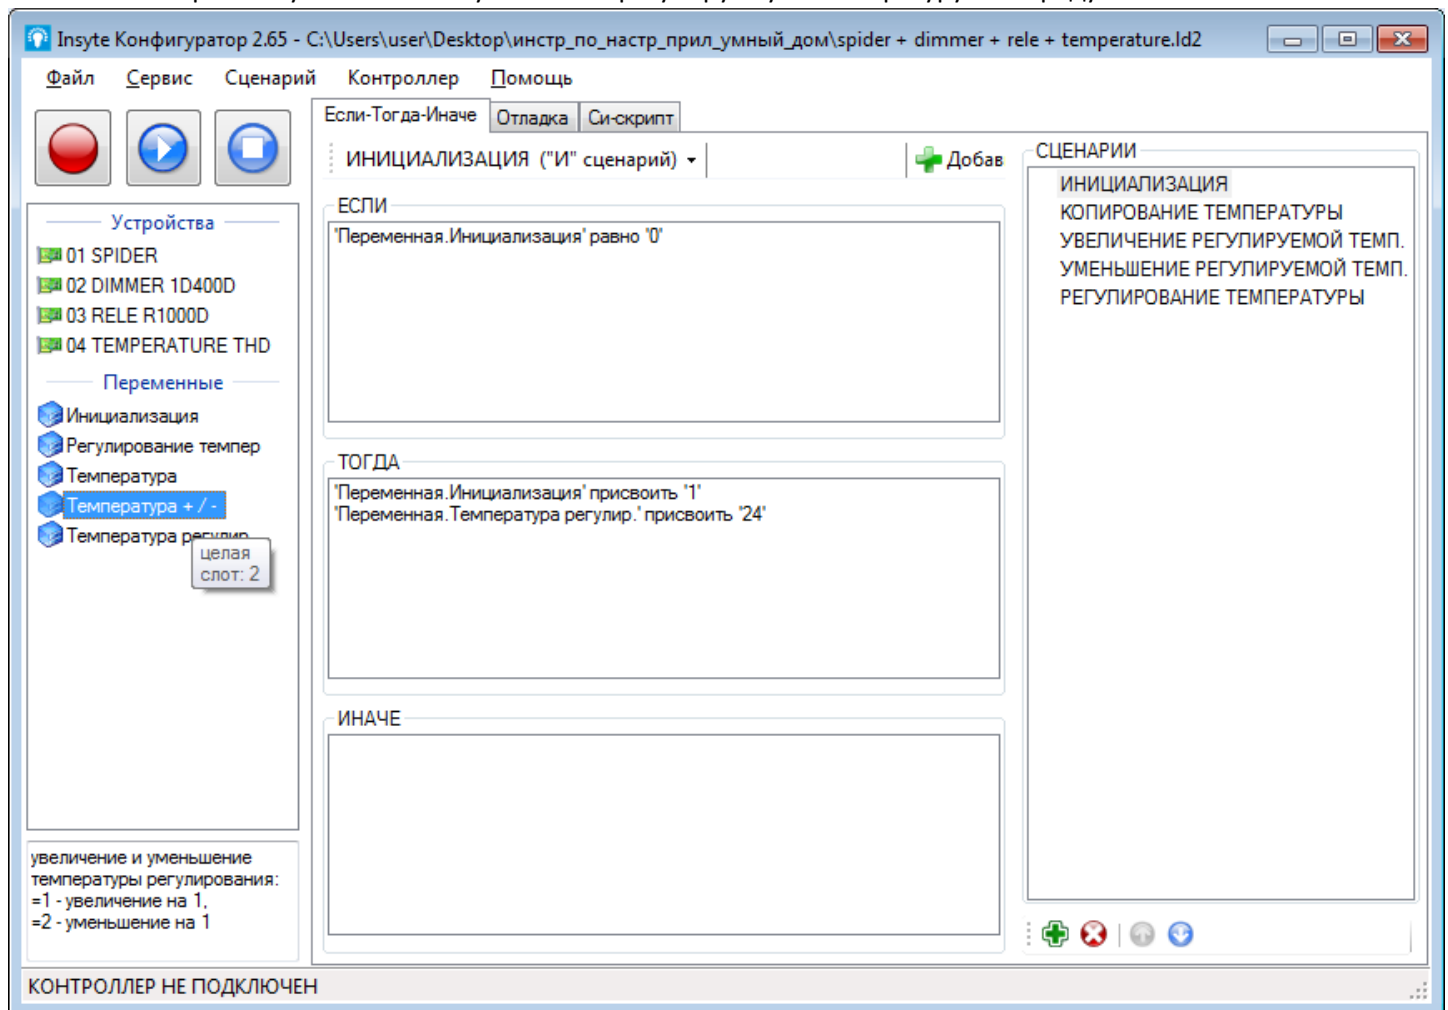 Insyte Конфигуратор 2.65 - C:\Users\user\Desktop\инстр_по_настр_прил_умный_дом\spider + dimmer + rele + temperature.ld2
Файл Сервис Сценарий Контроллер Помощь
Если-Тогда-Иначе Отладка Си-скрипт
ИНИЦИАЛИЗАЦИЯ ("И" сценарий) Добав
Устройства
01 SPIDER
02 DIMMER 1D400D
03 RELE R1000D
04 TEMPERATURE THD
Переменные
Инициализация
Регулирование темпер
Температура
Температура + / -
Температура регулир
целая
слот: 2
увеличение и уменьшение
температуры регулирования:
=1 - увеличение на 1,
=2 - уменьшение на 1
ЕСЛИ
'Переменная.Инициализация' равно '0'
ТОГДА
'Переменная.Инициализация' присвоить '1'
'Переменная.Температура регулир.' присвоить '24'
ИНАЧЕ
СЦЕНАРИИ
ИНИЦИАЛИЗАЦИЯ
КОПИРОВАНИЕ ТЕМПЕРАТУРЫ
УВЕЛИЧЕНИЕ РЕГУЛИРУЕМОЙ ТЕМП.
УМЕНЬШЕНИЕ РЕГУЛИРУЕМОЙ ТЕМП.
РЕГУЛИРОВАНИЕ ТЕМПЕРАТУРЫ
КОНТРОЛЛЕР НЕ ПОДКЛЮЧЕН